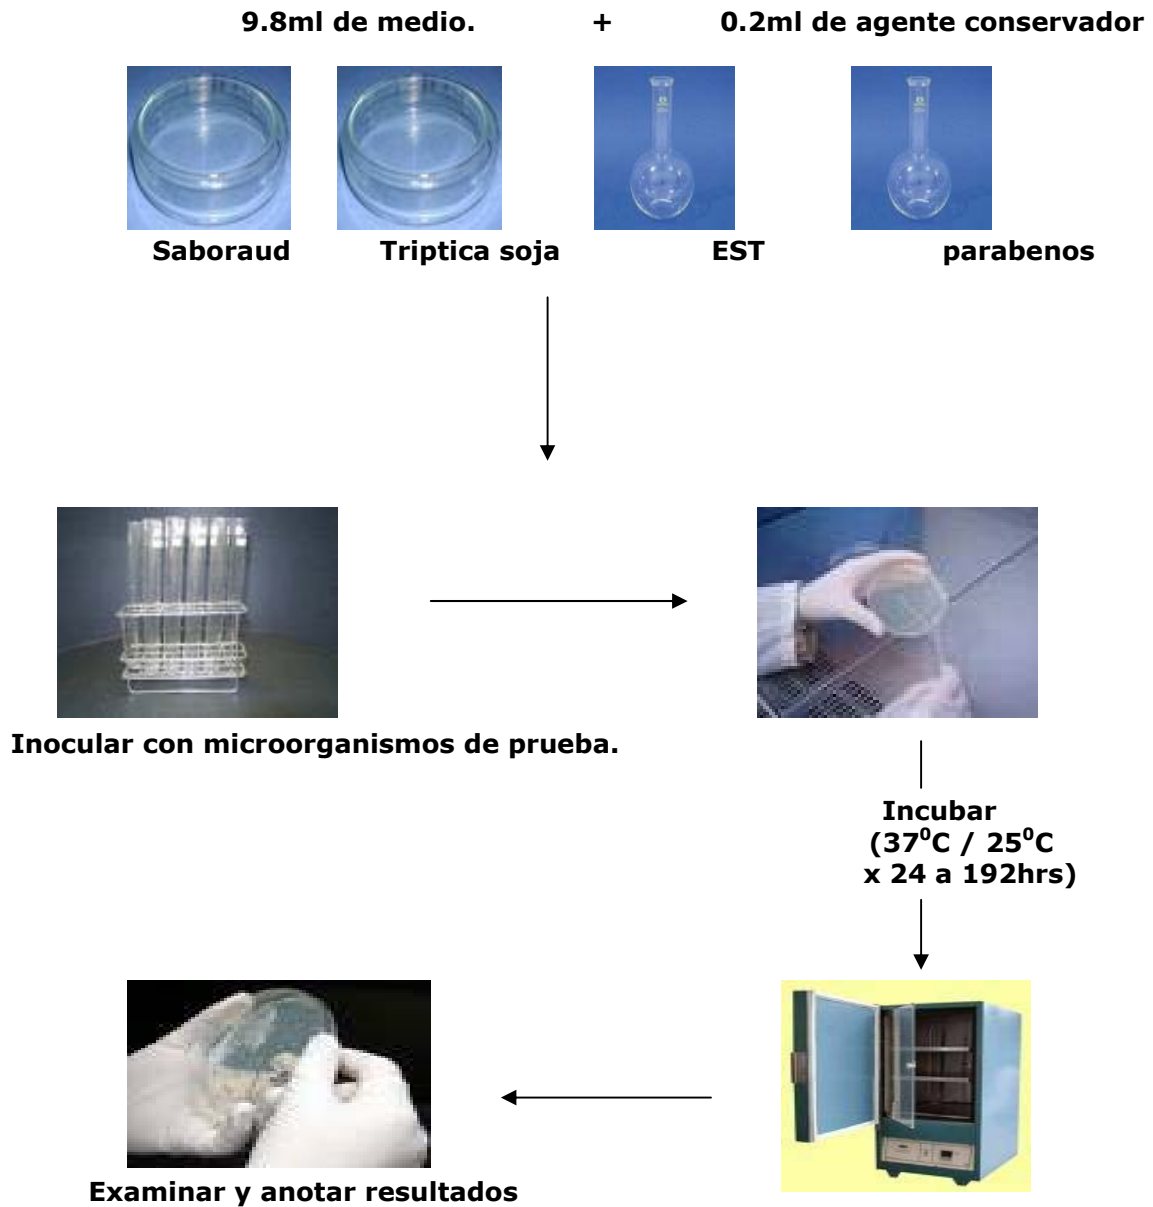 9.8ml de medio. + 0.2ml de agente conservador
Saboraud Triptica soja EST parabenos
Inocular con microorganismos de prueba.
Incubar
(37⁰C / 25⁰C
x 24 a 192hrs)
Examinar y anotar resultados